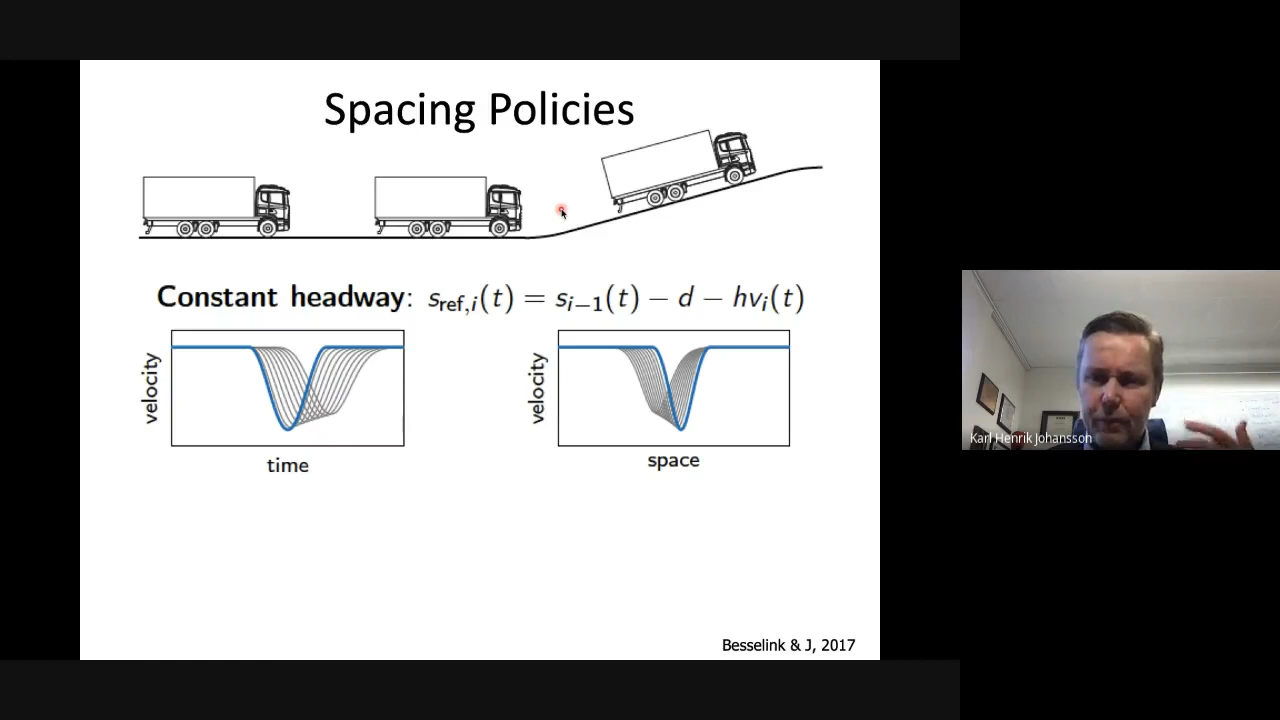 Spacing Policies
Constant headway: s_ref,i(t) = s_i−1(t) − d − hv_i(t)
velocity
time
velocity
space
Besselink & J, 2017
Karl Henrik Johansson